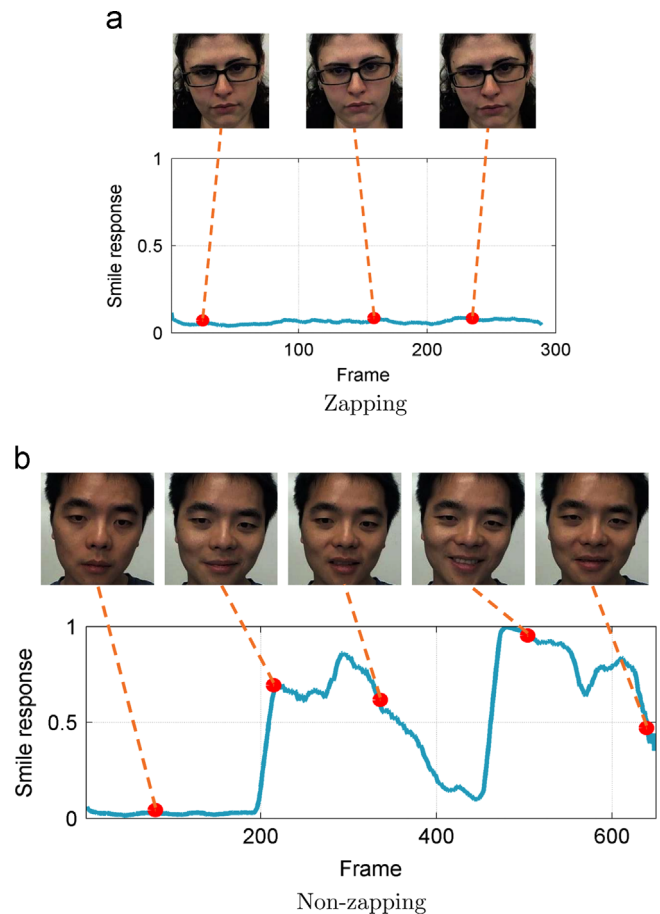 a
1
0.5
0
Smile response
100 200 300
Frame
Zapping
b
1
0.5
0
Smile response
200 400 600
Frame
Non-zapping